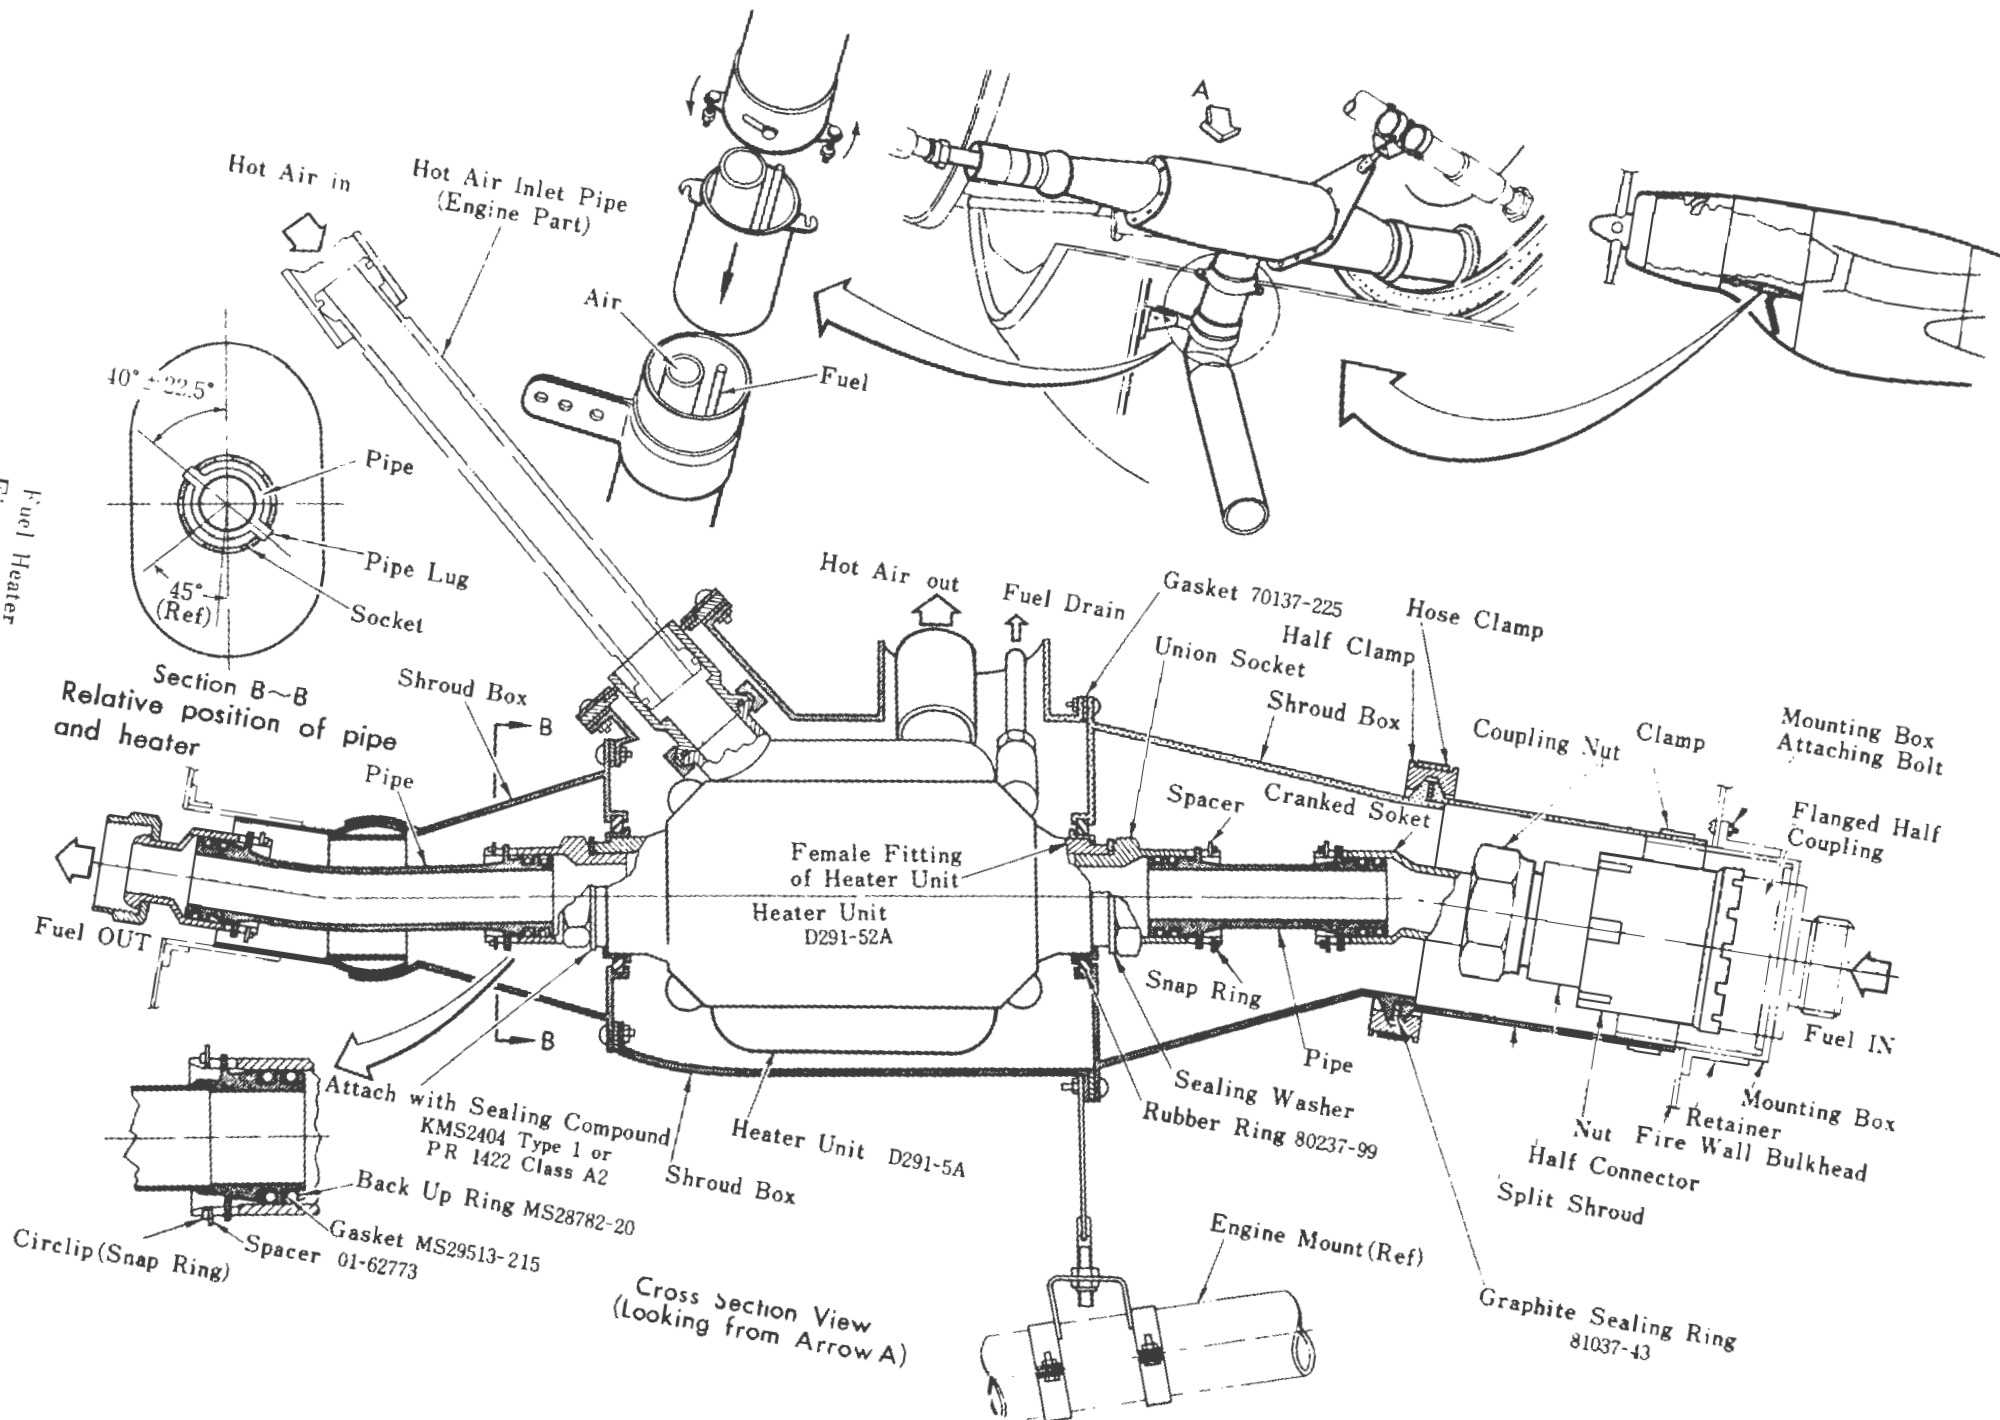 A
Hot Air in
Hot Air Inlet Pipe
(Engine Part)
Air
Fuel
40° ± 22.5°
Pipe
Pipe Lug
45°
(Ref)
Socket
Fuel Heater
Section B~B
Relative position of pipe
and heater
Shroud Box
B
Pipe
Hot Air out
Fuel Drain
Gasket 70137-225
Half Clamp
Hose Clamp
Union Socket
Shroud Box
Coupling Nut
Clamp
Mounting Box
Attaching Bolt
Spacer
Cranked Soket
Flanged Half
Coupling
Female Fitting
of Heater Unit
Heater Unit
D291-52A
Fuel OUT
Snap Ring
Fuel IN
B
Pipe
Sealing Washer
Rubber Ring 80237-99
Mounting Box
Retainer
Fire Wall Bulkhead
Nut
Half Connector
Split Shroud
Attach with Sealing Compound
KMS2404 Type 1 or
PR 1422 Class A2
Heater Unit D291-5A
Shroud Box
Back Up Ring MS28782-20
Gasket MS29513-215
Spacer 01-62773
Circlip(Snap Ring)
Engine Mount(Ref)
Cross Section View
(Looking from Arrow A)
Graphite Sealing Ring
81037-43